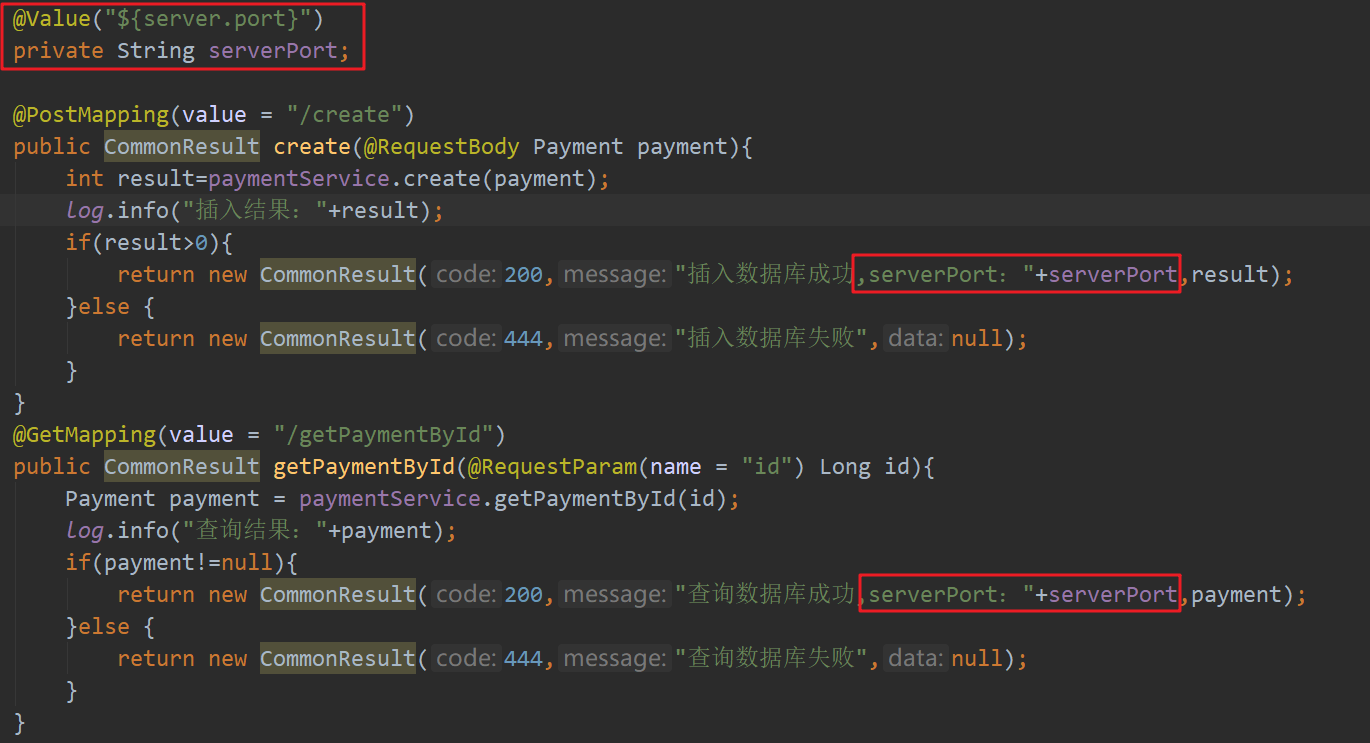 @Value("${server.port}")
private String serverPort;
@PostMapping(value = "/create")
public CommonResult create(@RequestBody Payment payment){
int result=paymentService.create(payment);
log.info("插入结果："+result);
if(result>0){
return new CommonResult( code: 200, message: "插入数据库成功,serverPort："+serverPort,result);
}else {
return new CommonResult( code: 444, message: "插入数据库失败", data: null);
}
}
@GetMapping(value = "/getPaymentById")
public CommonResult getPaymentById(@RequestParam(name = "id") Long id){
Payment payment = paymentService.getPaymentById(id);
log.info("查询结果："+payment);
if(payment!=null){
return new CommonResult( code: 200, message: "查询数据库成功,serverPort："+serverPort,payment);
}else {
return new CommonResult( code: 444, message: "查询数据库失败", data: null);
}
}